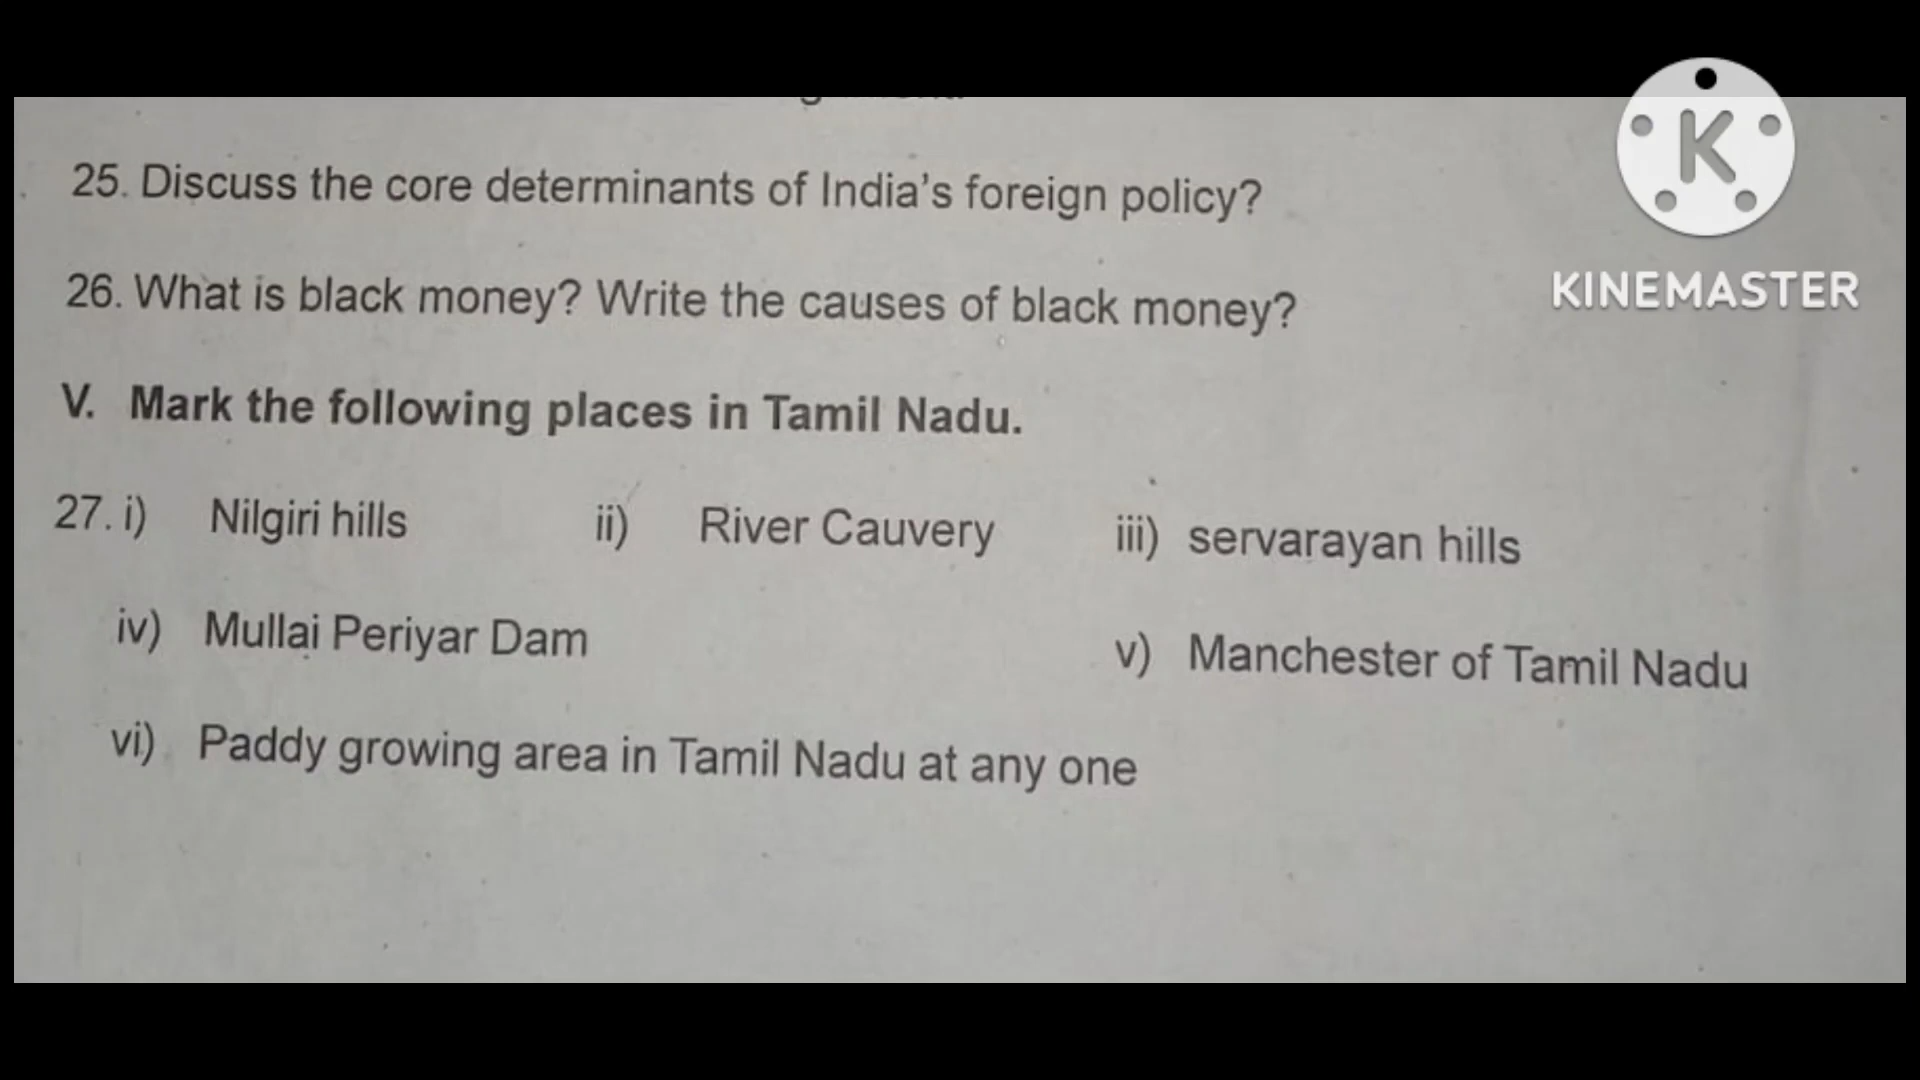 25. Discuss the core determinants of India's foreign policy?
26. What is black money? Write the causes of black money?
V. Mark the following places in Tamil Nadu.
27. i) Nilgiri hills ii) River Cauvery iii) servarayan hills
iv) Mullai Periyar Dam v) Manchester of Tamil Nadu
vi) Paddy growing area in Tamil Nadu at any one
K
KINEMASTER